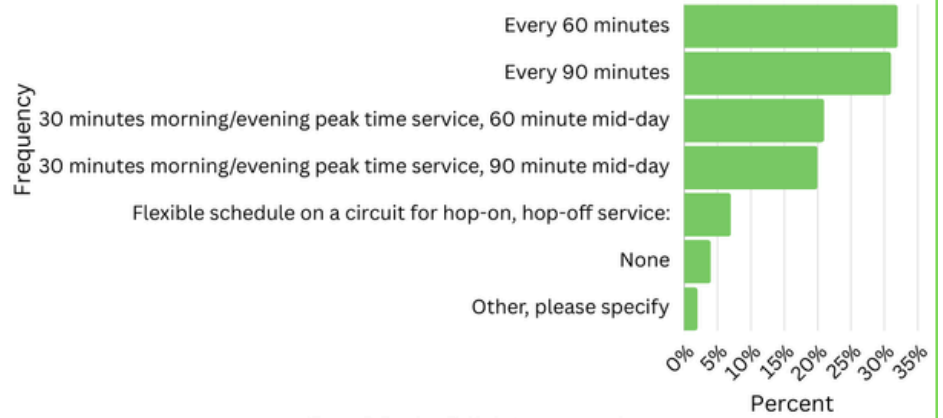 Every 60 minutes
Every 90 minutes
30 minutes morning/evening peak time service, 60 minute mid-day
30 minutes morning/evening peak time service, 90 minute mid-day
Flexible schedule on a circuit for hop-on, hop-off service:
None
Other, please specify
Frequency
0% 5% 10% 15% 20% 25% 30% 35%
Percent